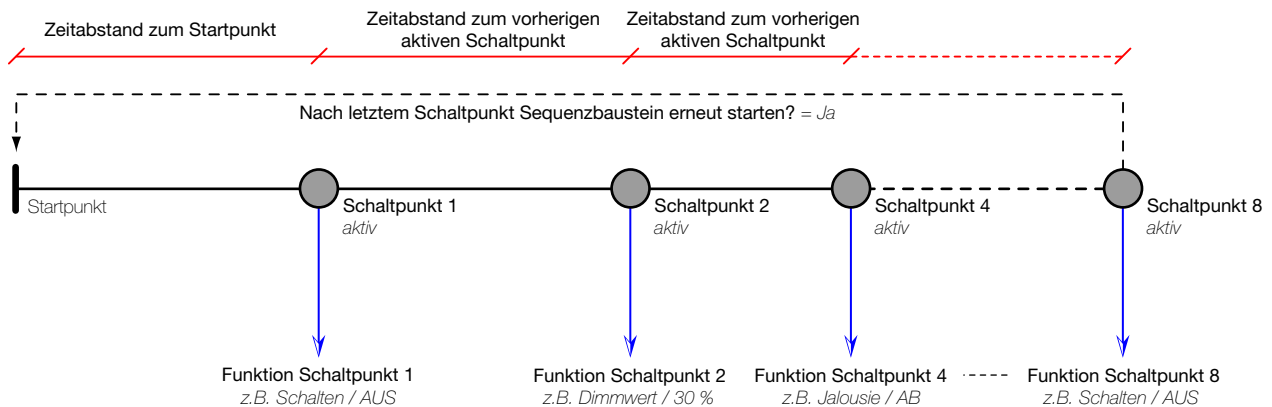 Zeitabstand zum Startpunkt
Zeitabstand zum vorherigen
aktiven Schaltpunkt
Zeitabstand zum vorherigen
aktiven Schaltpunkt
Nach letztem Schaltpunkt Sequenzbaustein erneut starten? = Ja
Startpunkt
Schaltpunkt 1
aktiv
Schaltpunkt 2
aktiv
Schaltpunkt 4
aktiv
Schaltpunkt 8
aktiv
Funktion Schaltpunkt 1
z.B. Schalten / AUS
Funktion Schaltpunkt 2
z.B. Dimmwert / 30 %
Funktion Schaltpunkt 4
z.B. Jalousie / AB
Funktion Schaltpunkt 8
z.B. Schalten / AUS